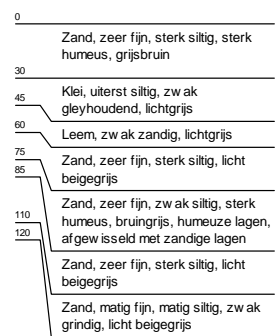 0
Zand, zeer fijn, sterk siltig, sterk
humeus, grijsbruin
30
Klei, uiterst siltig, zwak
gleyhoudend, lichtgrijs
45
Leem, zwak zandig, lichtgrijs
60
Zand, zeer fijn, sterk siltig, licht
beigegrijs
75
Zand, zeer fijn, zwak siltig, sterk
humeus, bruingrijs, humeuze lagen,
afgewisseld met zandige lagen
85
Zand, zeer fijn, sterk siltig, licht
beigegrijs
110
Zand, matig fijn, matig siltig, zwak
grindig, licht beigegrijs
120